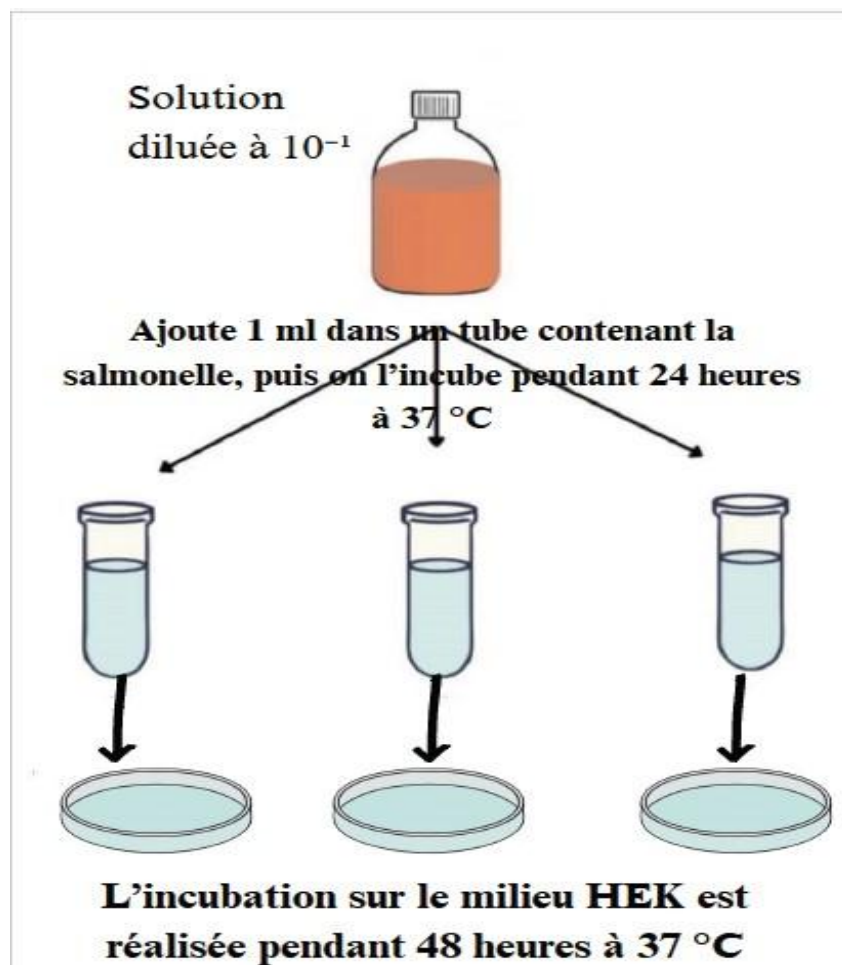 Solution
diluée à 10⁻¹
Ajoute 1 ml dans un tube contenant la
salmonelle, puis on l’incube pendant 24 heures
à 37 °C
L’incubation sur le milieu HEK est
réalisée pendant 48 heures à 37 °C